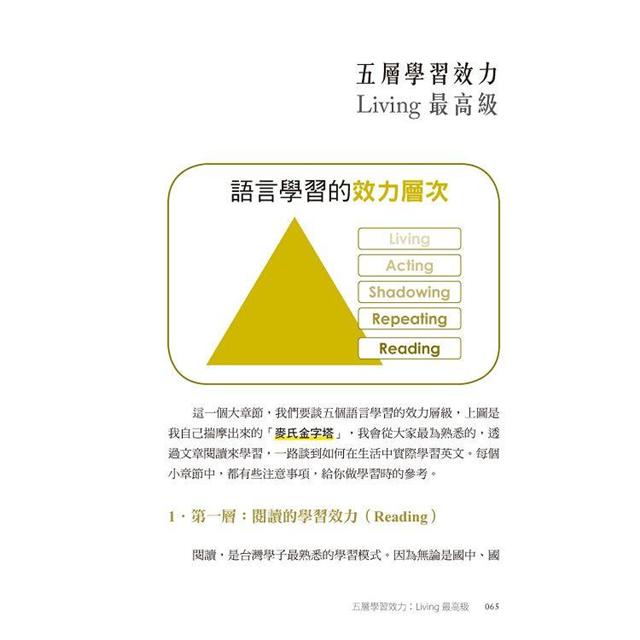 五層學習效力
Living 最高級
語言學習的效力層次
Living
Acting
Shadowing
Repeating
Reading
這一個大章節，我們要談五個語言學習的效力層級，上圖是
我自己揣摩出來的「麥氏金字塔」，我會從大家最為熟悉的，透
過文章閱讀來學習，一路談到如何在生活中實際學習英文。每個
小章節中，都有些注意事項，給你做學習時的參考。
1．第一層：閱讀的學習效力（Reading）
閱讀，是台灣學子最熟悉的學習模式。因為無論是國中、國
五層學習效力：Living 最高級 065